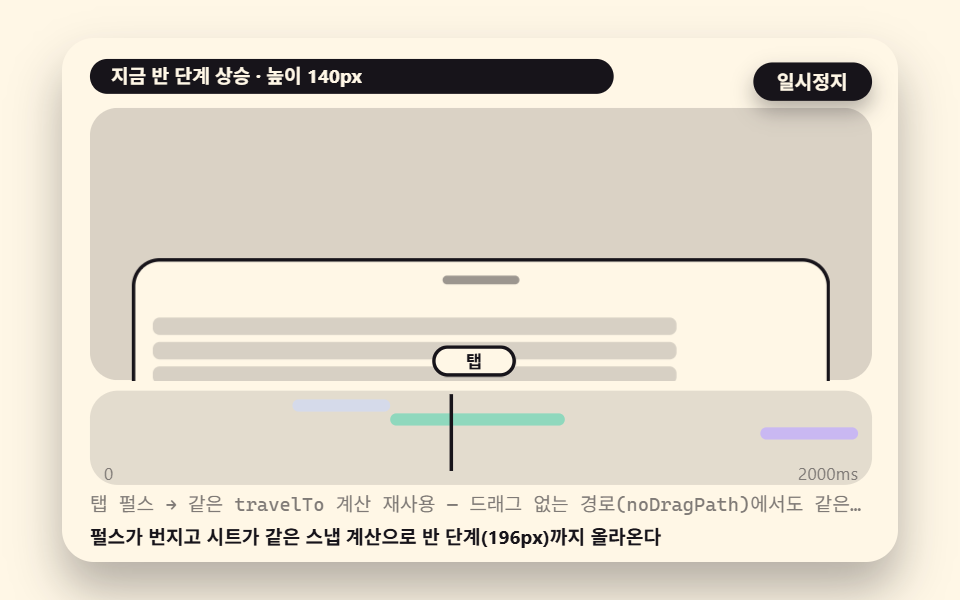 지금 반 단계 상승 · 높이 140px
일시정지
탭
0
2000ms
탭 펄스 → 같은 travelTo 계산 재사용 — 드래그 없는 경로(noDragPath)에서도 같은…
펄스가 번지고 시트가 같은 스냅 계산으로 반 단계(196px)까지 올라온다